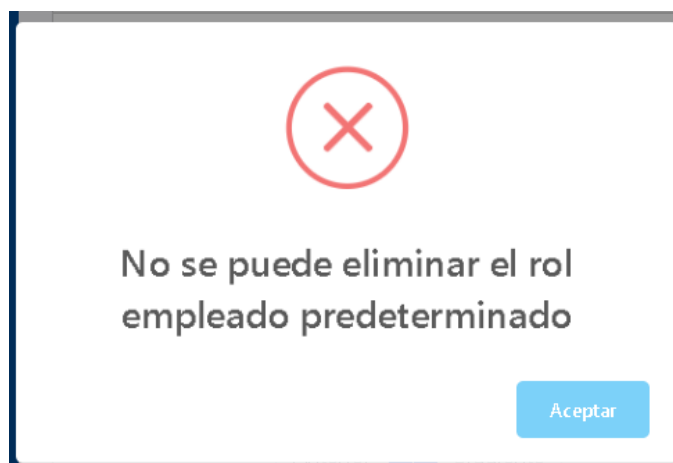 No se puede eliminar el rol
empleado predeterminado
Aceptar